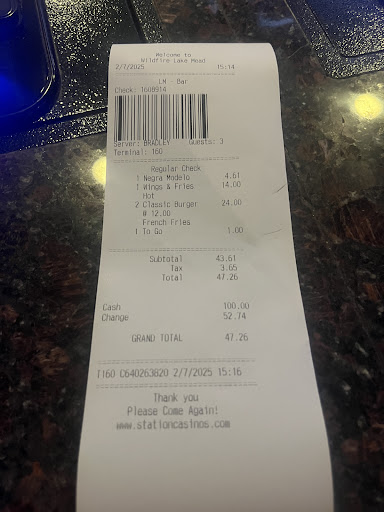 Welcome to
Wildfire Lake Mead
2/7/2025 15:14
LM - Bar
Check: 1608914
Server: BRADLEY Guests: 3
Terminal: 160
Regular Check
1 Negra Modelo 4.61
1 Wings & Fries 14.00
Hot
2 Classic Burger 24.00
@ 12.00
French Fries
1 To Go 1.00
Subtotal 43.61
Tax 3.65
Total 47.26
Cash 100.00
Change 52.74
GRAND TOTAL 47.26
T160 C640263820 2/7/2025 15:16
Thank you
Please Come Again!
www.stationcasinos.com